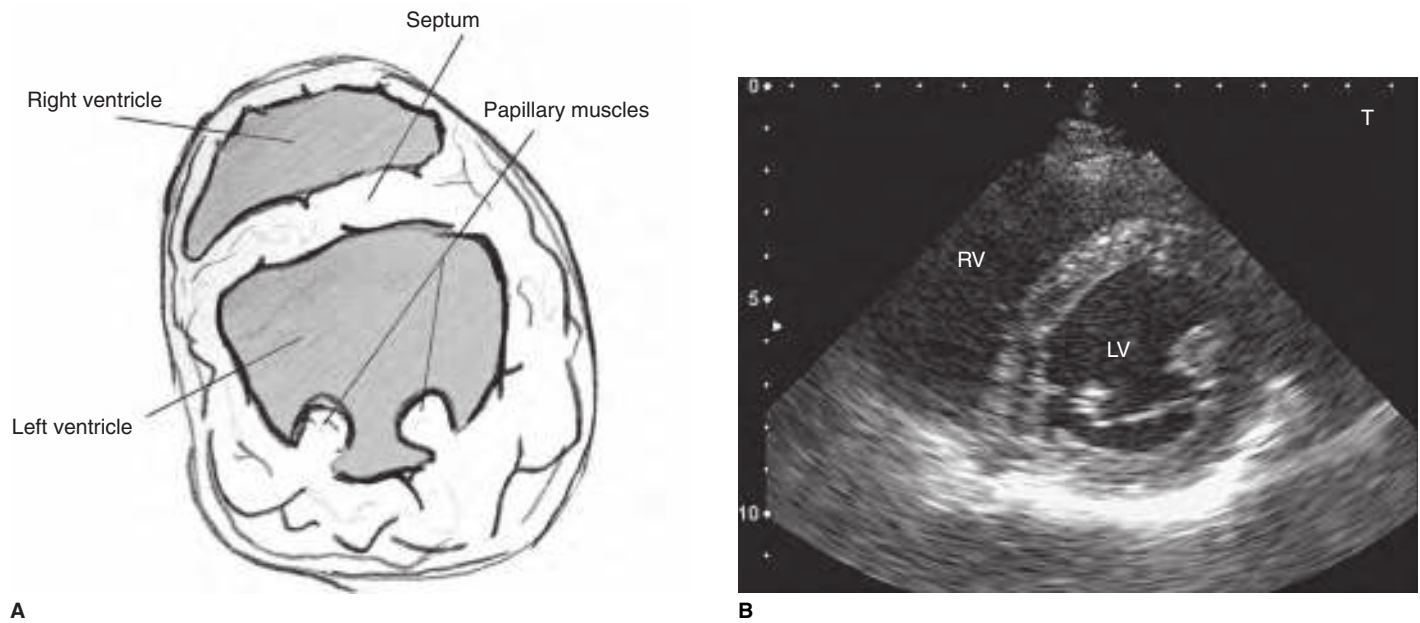 Septum
Right ventricle
Papillary muscles
Left ventricle
A
0
T
RV
5
LV
10
B